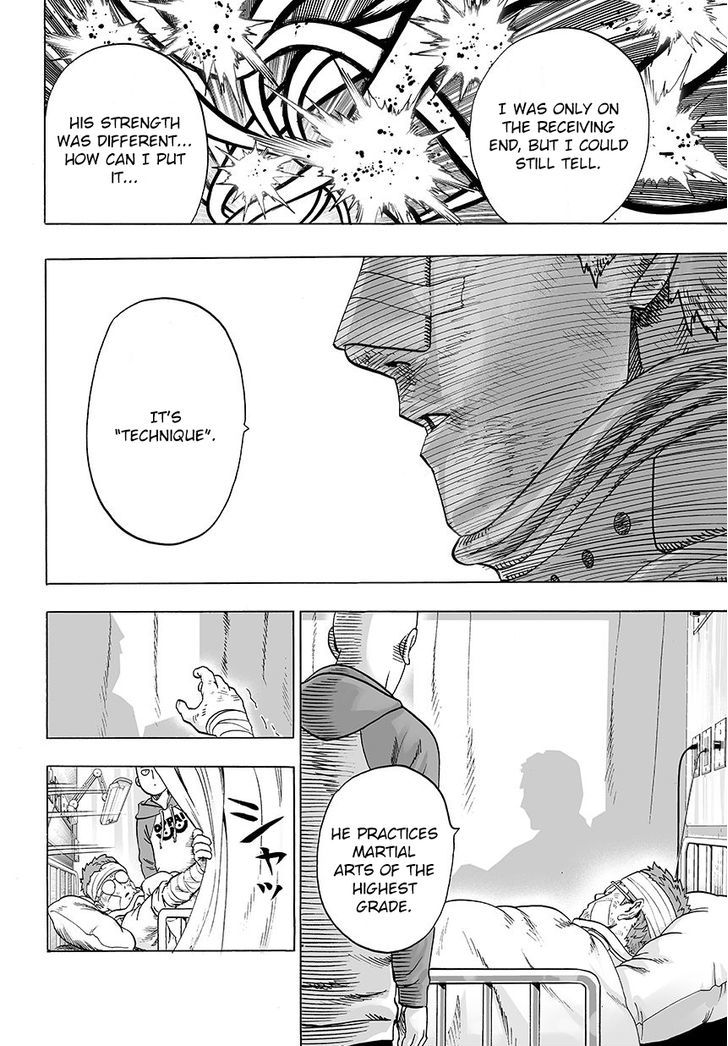 I WAS ONLY ON
THE RECEIVING
END, BUT I COULD
STILL TELL.
HIS STRENGTH
WAS DIFFERENT...
HOW CAN I PUT
IT...
IT'S
"TECHNIQUE".
HE PRACTICES
MARTIAL
ARTS OF THE
HIGHEST
GRADE.
シャッ